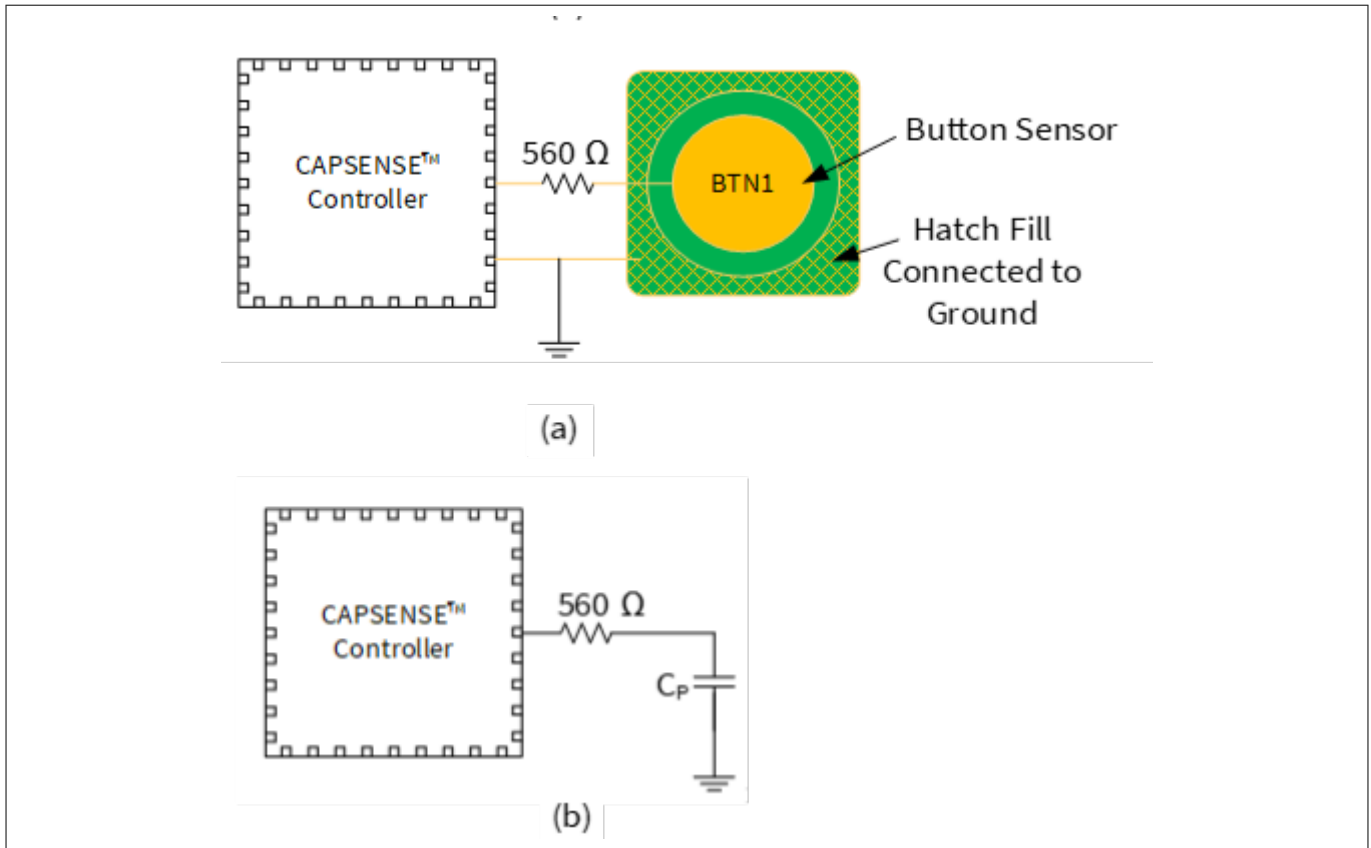 CAPSENSE™
Controller
560 Ω
BTN1
Button Sensor
Hatch Fill
Connected to
Ground
(a)
CAPSENSE™
Controller
560 Ω
CP
(b)